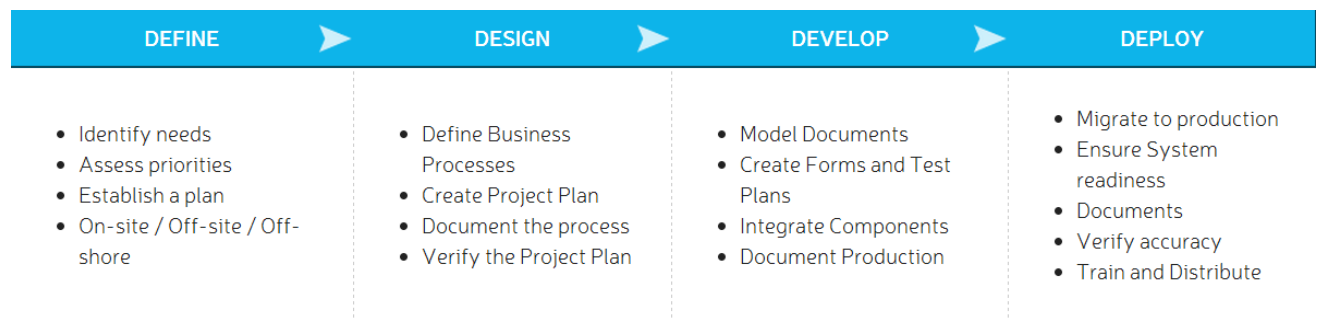 DEFINE
DESIGN
DEVELOP
DEPLOY
• Identify needs
• Assess priorities
• Establish a plan
• On-site / Off-site / Off-
shore
• Define Business
Processes
• Create Project Plan
• Document the process
• Verify the Project Plan
• Model Documents
• Create Forms and Test
Plans
• Integrate Components
• Document Production
• Migrate to production
• Ensure System
readiness
• Documents
• Verify accuracy
• Train and Distribute